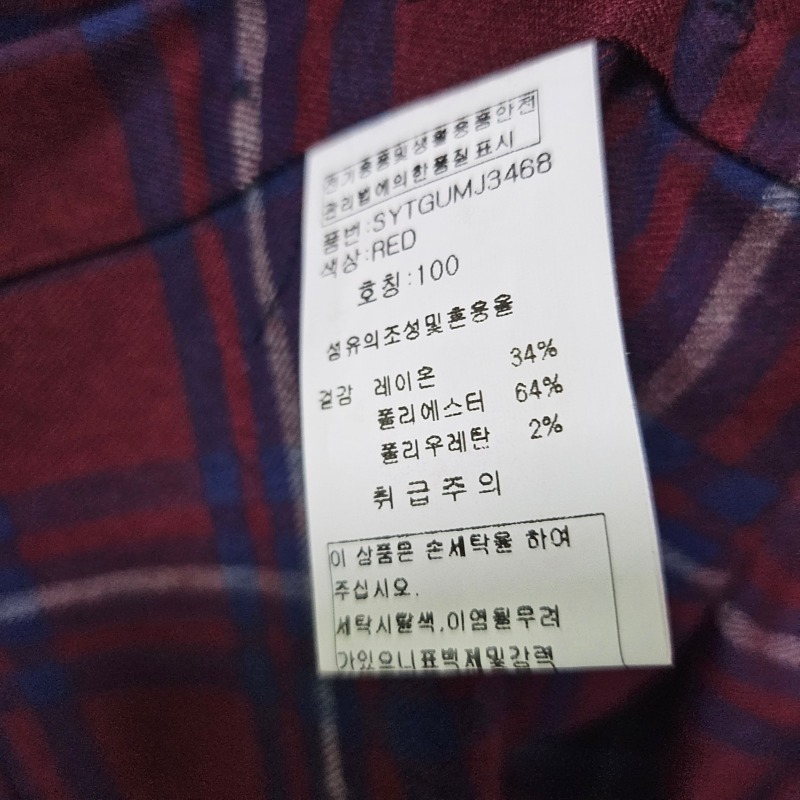 전기용품및생활용품안전
관리법에의한품질표시
품번:SYTGUMJ3468
색상:RED
호칭:100
섬유의조성및혼용율
겉감 레이온 34%
폴리에스터 64%
폴리우레탄 2%
취급주의
이 상품은 손세탁을 하여
주십시오.
세탁시탈색,이염될우려
가있으니표백제및강력